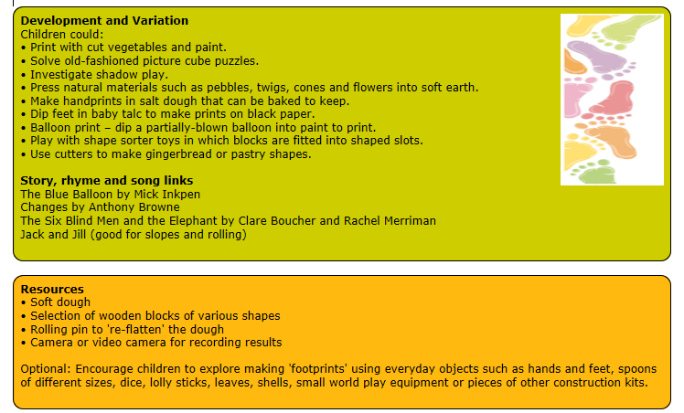 Development and Variation
Children could:
• Print with cut vegetables and paint.
• Solve old-fashioned picture cube puzzles.
• Investigate shadow play.
• Press natural materials such as pebbles, twigs, cones and flowers into soft earth.
• Make handprints in salt dough that can be baked to keep.
• Dip feet in baby talc to make prints on black paper.
• Balloon print – dip a partially-blown balloon into paint to print.
• Play with shape sorter toys in which blocks are fitted into shaped slots.
• Use cutters to make gingerbread or pastry shapes.
Story, rhyme and song links
The Blue Balloon by Mick Inkpen
Changes by Anthony Browne
The Six Blind Men and the Elephant by Clare Boucher and Rachel Merriman
Jack and Jill (good for slopes and rolling)
Resources
• Soft dough
• Selection of wooden blocks of various shapes
• Rolling pin to 're-flatten' the dough
• Camera or video camera for recording results
Optional: Encourage children to explore making 'footprints' using everyday objects such as hands and feet, spoons
of different sizes, dice, lolly sticks, leaves, shells, small world play equipment or pieces of other construction kits.